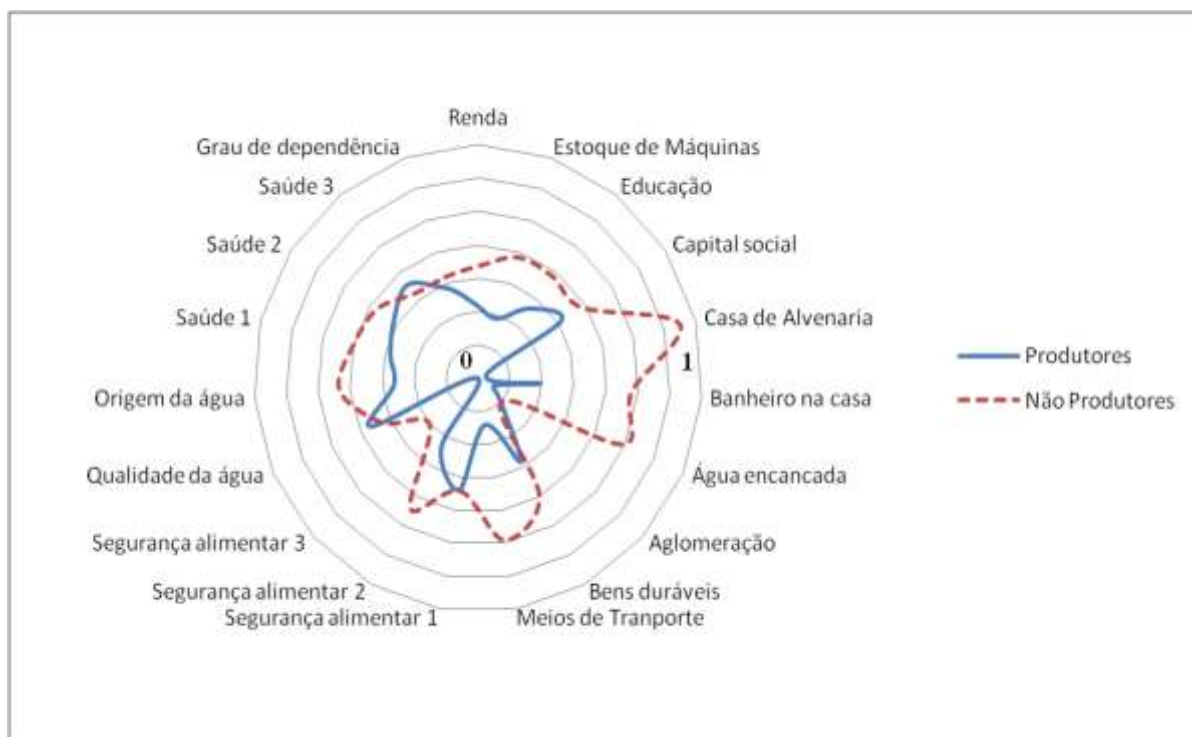 Renda
Grau de dependência
Estoque de Máquinas
Saúde 3
Educação
Saúde 2
Capital social
Saúde 1
Casa de Alvenaria
0
1
Produtores
Origem da água
Banheiro na casa
Não Produtores
Qualidade da água
Água encancada
Segurança alimentar 3
Aglomeração
Segurança alimentar 2
Bens duráveis
Segurança alimentar 1
Meios de Tranporte